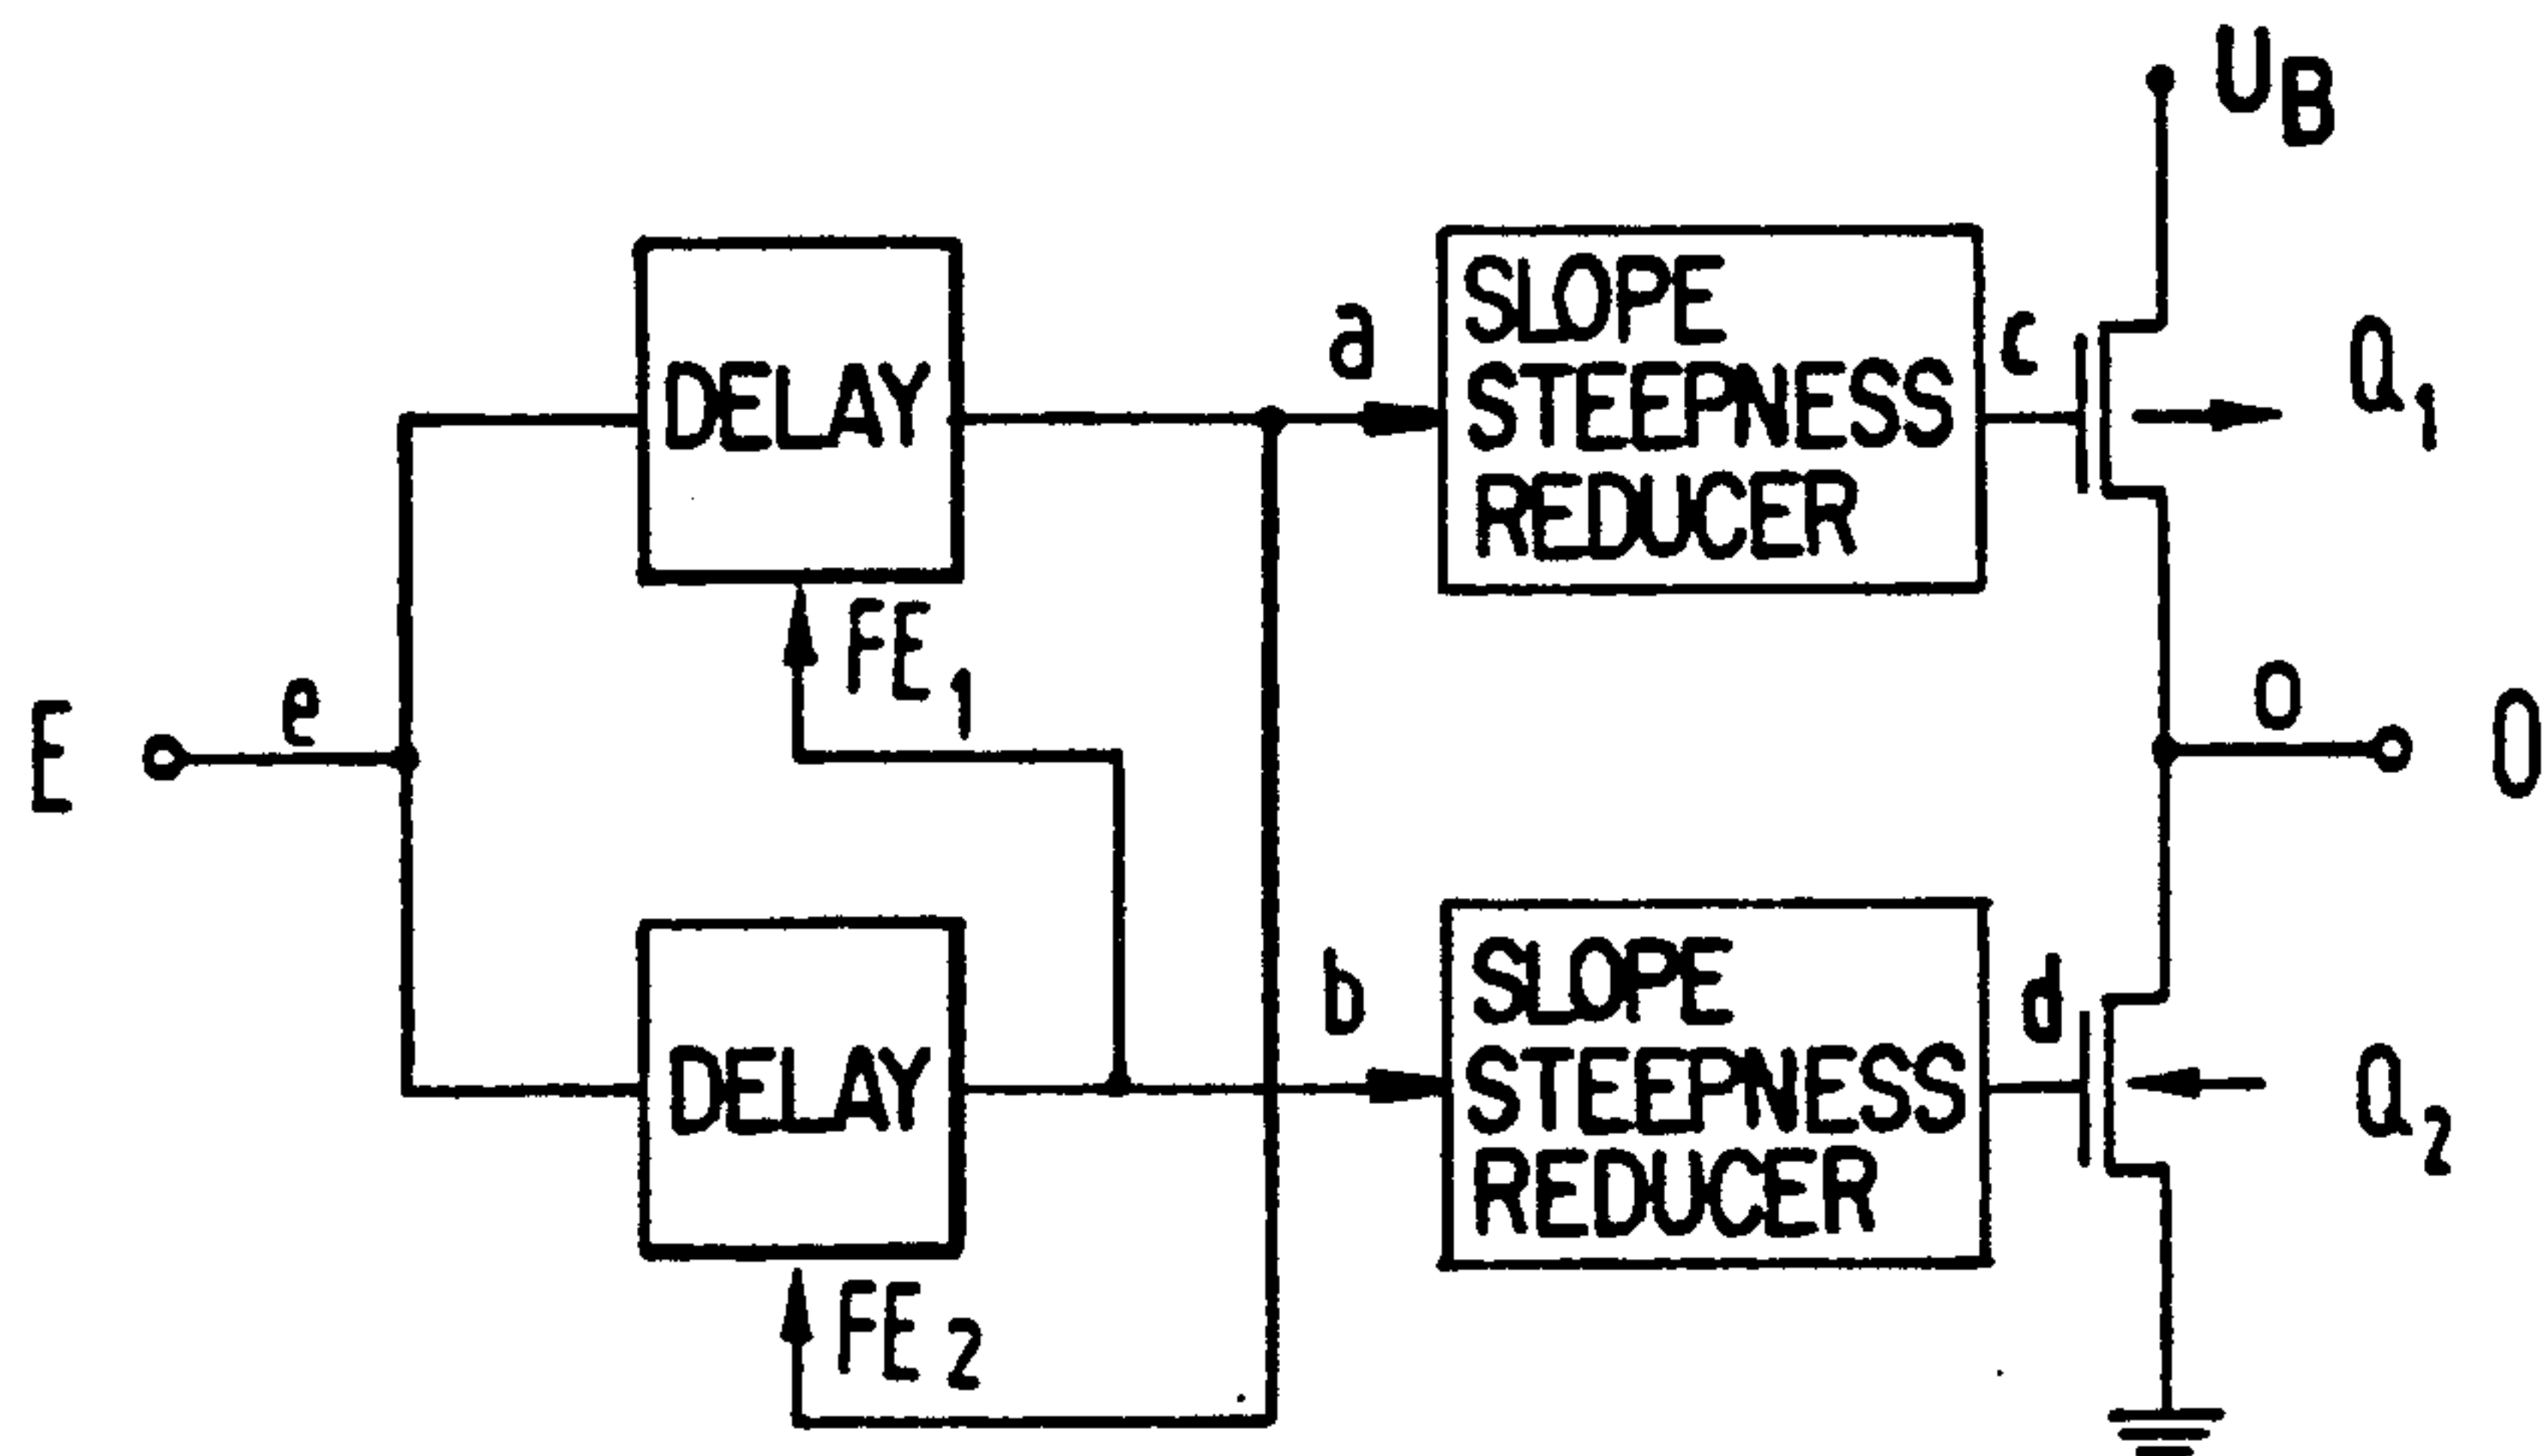 U_B
SLOPE
STEEPNESS
REDUCER
DELAY
a
c
Q_1
FE_1
E
e
o
O
SLOPE
STEEPNESS
REDUCER
DELAY
b
d
Q_2
FE_2